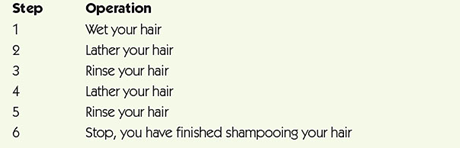 Step Operation
1 Wet your hair
2 Lather your hair
3 Rinse your hair
4 Lather your hair
5 Rinse your hair
6 Stop, you have finished shampooing your hair